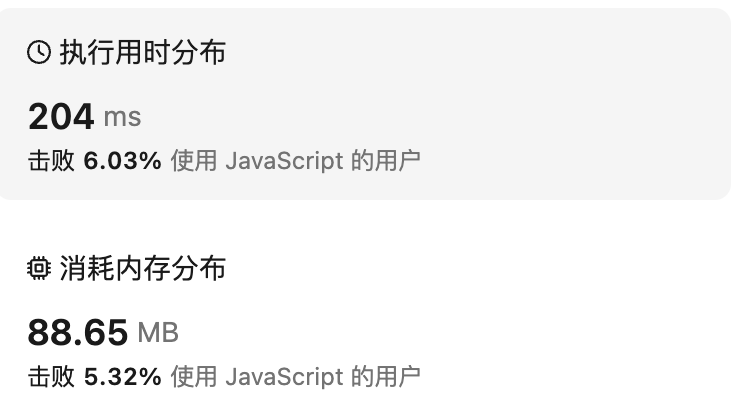 执行用时分布
204 ms
击败 6.03% 使用 JavaScript 的用户
消耗内存分布
88.65 MB
击败 5.32% 使用 JavaScript 的用户